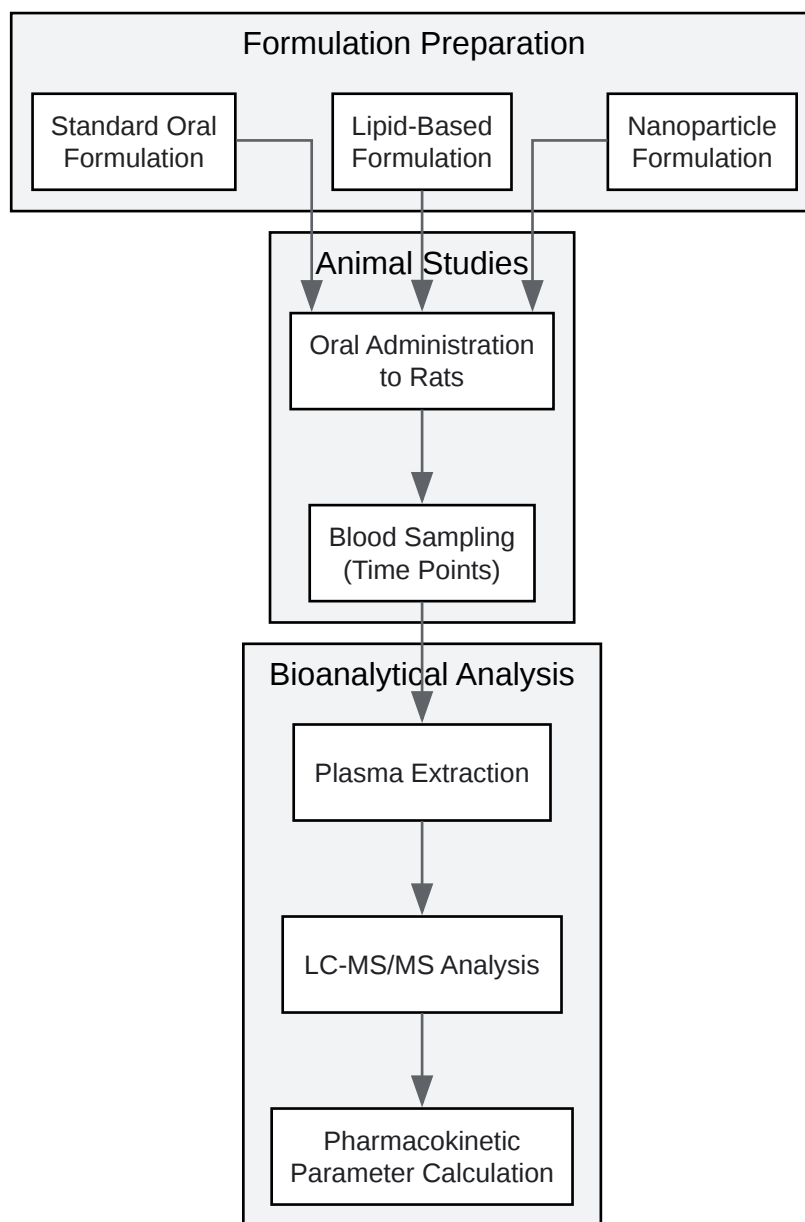 Formulation Preparation
Standard Oral
Formulation
Lipid-Based
Formulation
Nanoparticle
Formulation
Animal Studies
Oral Administration
to Rats
Blood Sampling
(Time Points)
Bioanalytical Analysis
Plasma Extraction
LC-MS/MS Analysis
Pharmacokinetic
Parameter Calculation